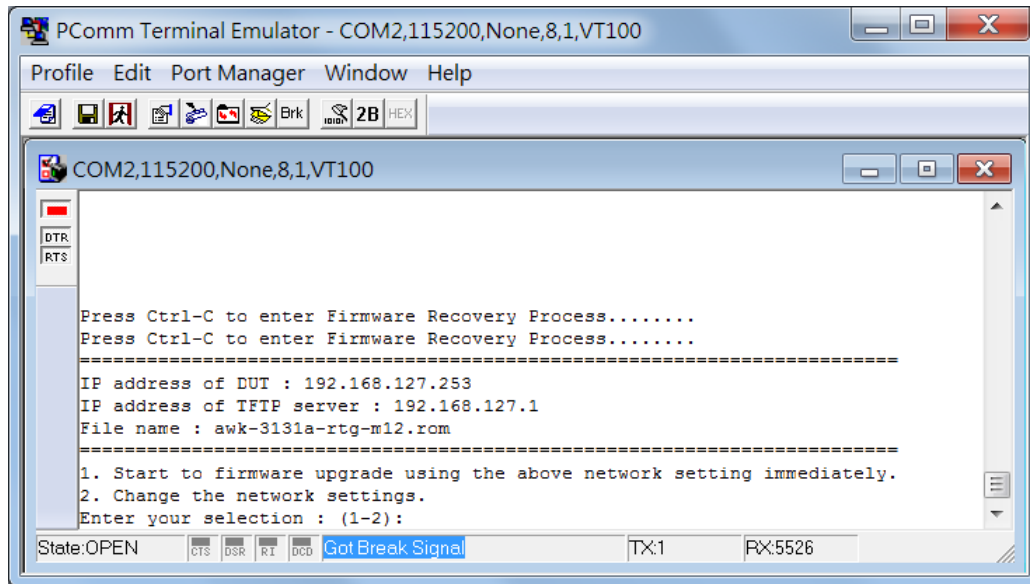 PComm Terminal Emulator - COM2,115200,None,8,1,VT100
Profile Edit Port Manager Window Help
Brk 2B HEX
COM2,115200,None,8,1,VT100
DTR
RTS
Press Ctrl-C to enter Firmware Recovery Process........
Press Ctrl-C to enter Firmware Recovery Process........
=========================================================================
IP address of DUT : 192.168.127.253
IP address of TFTP server : 192.168.127.1
File name : awk-3131a-rtg-m12.rom
=========================================================================
1. Start to firmware upgrade using the above network setting immediately.
2. Change the network settings.
Enter your selection : (1-2):
State:OPEN CTS DSR RI DCD Got Break Signal TX:1 RX:5526